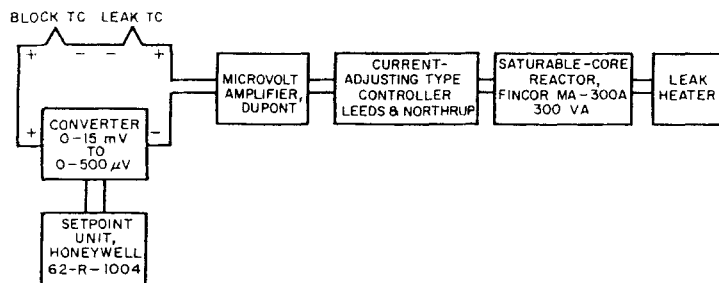 BLOCK TC LEAK TC
+ - - +
+ -
CONVERTER
0-15 mV
TO
0-500 μV
SETPOINT
UNIT,
HONEYWELL
62-R-1004
MICROVOLT
AMPLIFIER,
DUPONT
CURRENT-
ADJUSTING TYPE
CONTROLLER
LEEDS & NORTHRUP
SATURABLE-CORE
REACTOR,
FINCOR MA-300A
300 VA
LEAK
HEATER